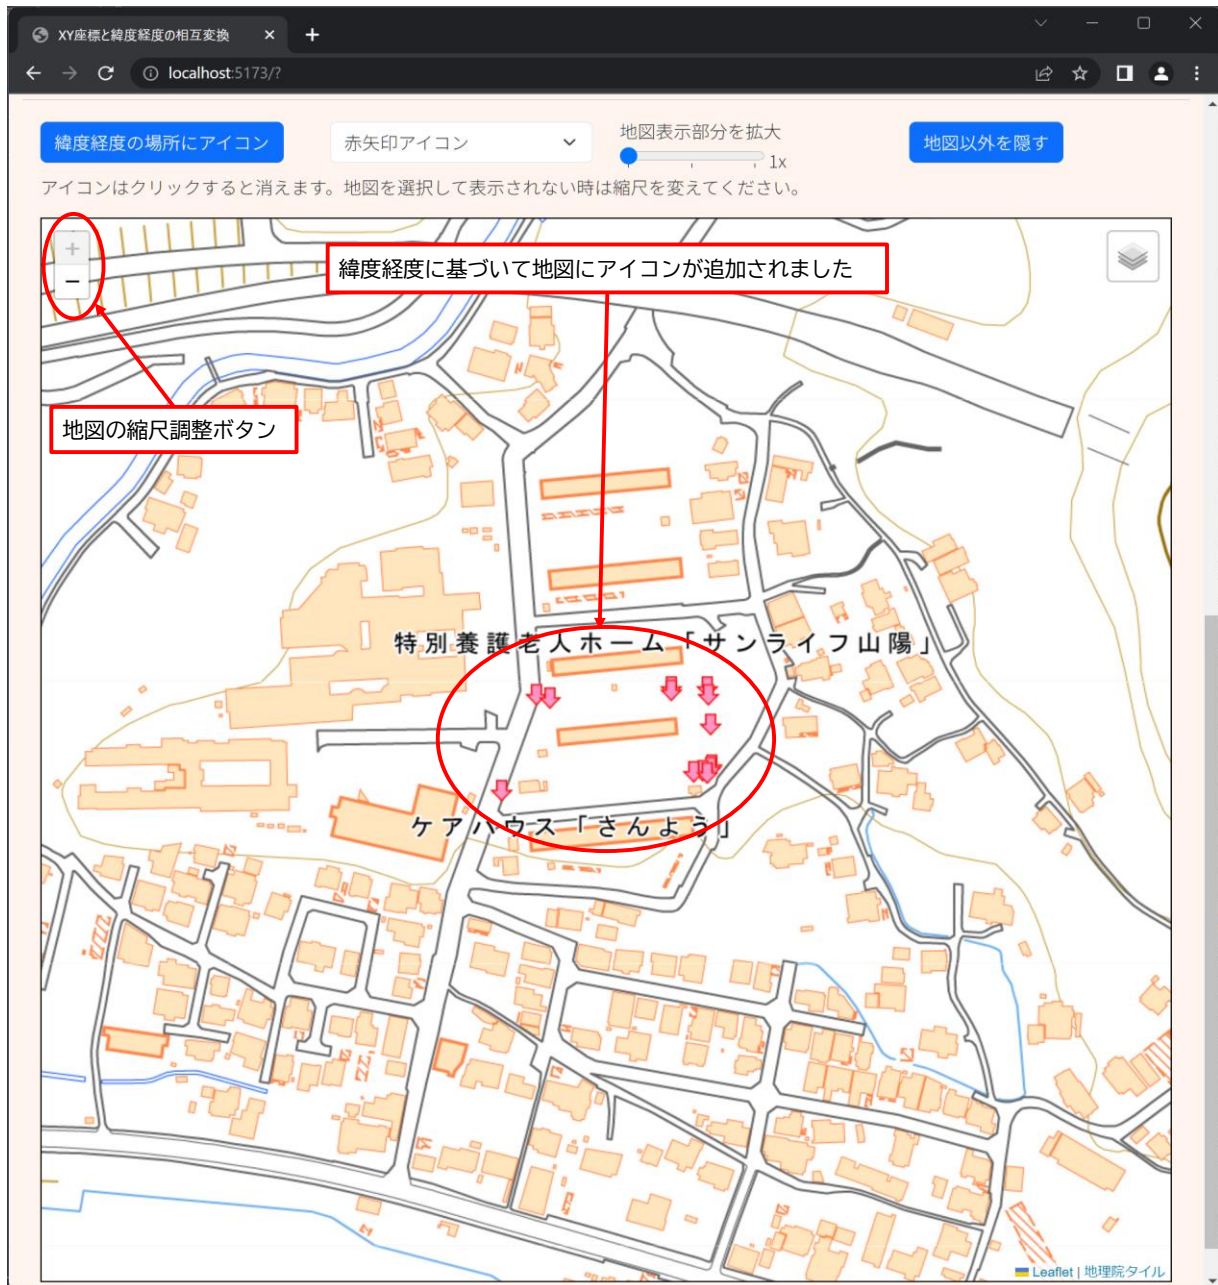 XY座標と緯度経度の相互変換
localhost:5173/?
緯度経度の場所にアイコン
赤矢印アイコン
地図表示部分を拡大
1x
地図以外を隠す
アイコンはクリックすると消えます。地図を選択して表示されない時は縮尺を変えてください。
+
−
緯度経度に基づいて地図にアイコンが追加されました
地図の縮尺調整ボタン
特別養護老人ホーム「サンライフ山陽」
ケアハウス「さんよう」
Leaflet | 地理院タイル